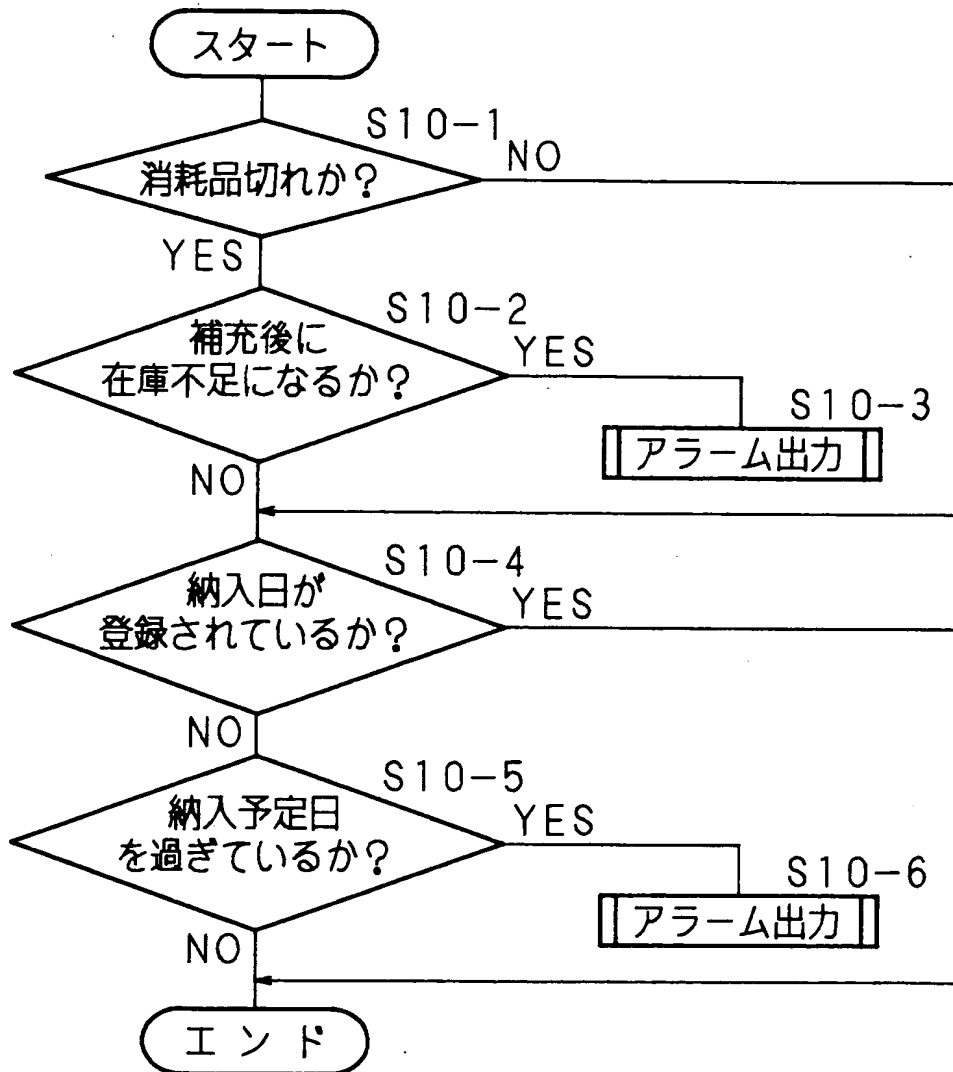 スタート
S10-1
消耗品切れか？
NO
YES
S10-2
補充後に
在庫不足になるか？
YES
S10-3
アラーム出力
NO
S10-4
納入日が
登録されているか？
YES
NO
S10-5
納入予定日
を過ぎているか？
YES
S10-6
アラーム出力
NO
エンド